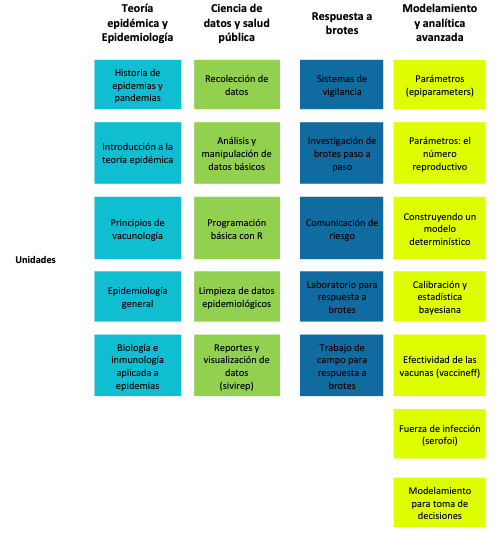 Teoría
epidémica y
Epidemiología
Ciencia de
datos y salud
pública
Respuesta a
brotes
Modelamiento
y analítica
avanzada
Historia de
epidemias y
pandemias
Recolección de
datos
Sistemas de
vigilancia
Parámetros
(epiparameters)
Introducción a la
teoría epidémica
Análisis y
manipulación de
datos básicos
Investigación de
brotes paso a
paso
Parámetros: el
número
reproductivo
Principios de
vacunología
Programación
básica con R
Comunicación de
riesgo
Construyendo un
modelo
determinístico
Unidades
Epidemiología
general
Limpieza de datos
epidemiológicos
Laboratorio para
respuesta a
brotes
Calibración y
estadística
bayesiana
Biología e
inmunología
aplicada a
epidemias
Reportes y
visualización de
datos
(sivirep)
Trabajo de
campo para
respuesta a
brotes
Efectividad de las
vacunas (vaccineff)
Fuerza de infección
(serofoi)
Modelamiento
para toma de
decisiones